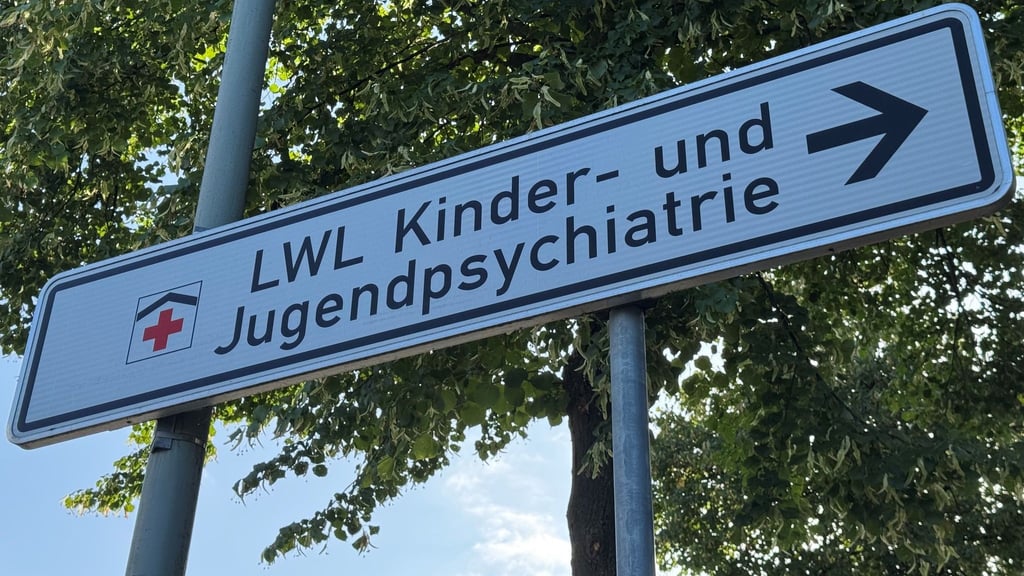 LWL Kinder- und
Jugendpsychiatrie